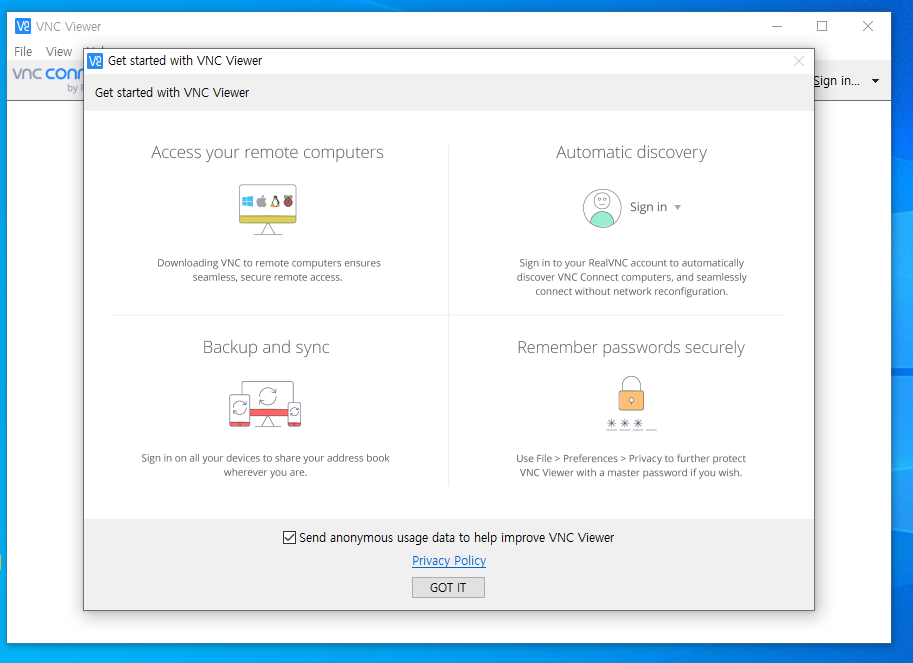 VNC Viewer
File View
Get started with VNC Viewer
vnc conn
by
Sign in...
Get started with VNC Viewer
Access your remote computers
Downloading VNC to remote computers ensures
seamless, secure remote access.
Automatic discovery
Sign in
Sign in to your RealVNC account to automatically
discover VNC Connect computers, and seamlessly
connect without network reconfiguration.
Backup and sync
Sign in on all your devices to share your address book
wherever you are.
Remember passwords securely
* * * _
Use File > Preferences > Privacy to further protect
VNC Viewer with a master password if you wish.
Send anonymous usage data to help improve VNC Viewer
Privacy Policy
GOT IT